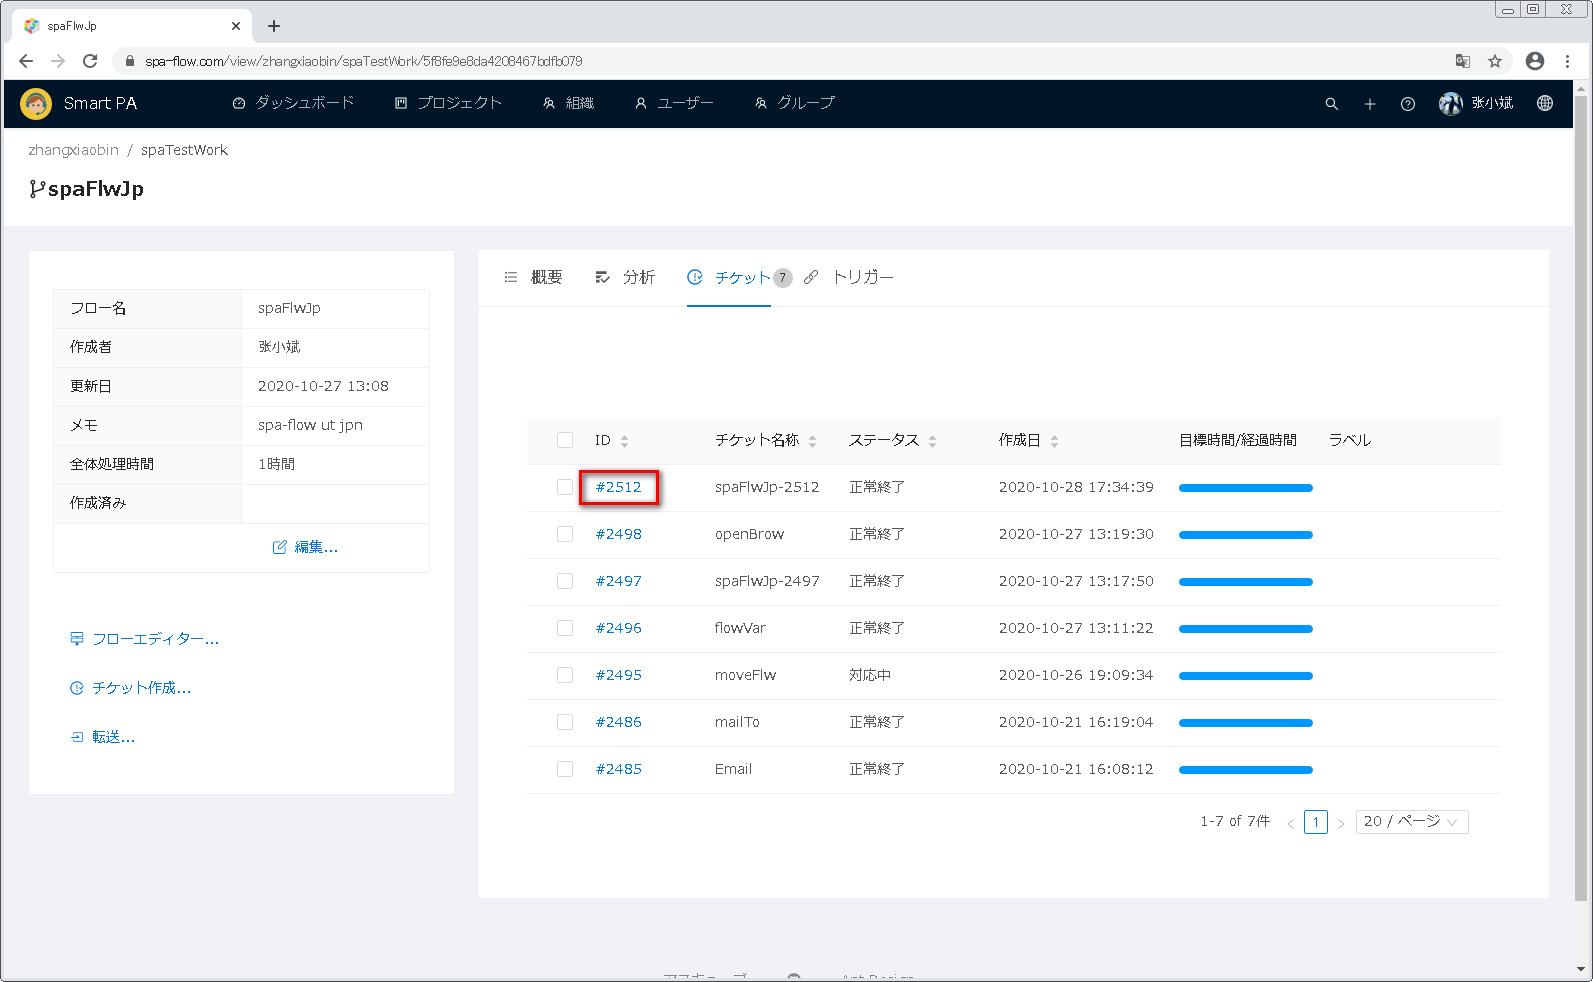 spaFlwJp
spa-flow.com/view/zhangxiaobin/spaTestWork/5f8fe9e8da4208467bdfb079
Smart PA ダッシュボード プロジェクト 組織 ユーザー グループ 张小斌
zhangxiaobin / spaTestWork
spaFlwJp
概要 分析 チケット 7 トリガー
フロー名 spaFlwJp
作成者 张小斌
更新日 2020-10-27 13:08
メモ spa-flow ut jpn
全体処理時間 1時間
作成済み
編集...
フローエディター...
チケット作成...
転送...
ID チケット名称 ステータス 作成日 目標時間/経過時間 ラベル
#2512 spaFlwJp-2512 正常終了 2020-10-28 17:34:39
#2498 openBrow 正常終了 2020-10-27 13:19:30
#2497 spaFlwJp-2497 正常終了 2020-10-27 13:17:50
#2496 flowVar 正常終了 2020-10-27 13:11:22
#2495 moveFlw 対応中 2020-10-26 19:09:34
#2486 mailTo 正常終了 2020-10-21 16:19:04
#2485 Email 正常終了 2020-10-21 16:08:12
1-7 of 7件 < 1 > 20 / ページ
Ant Design